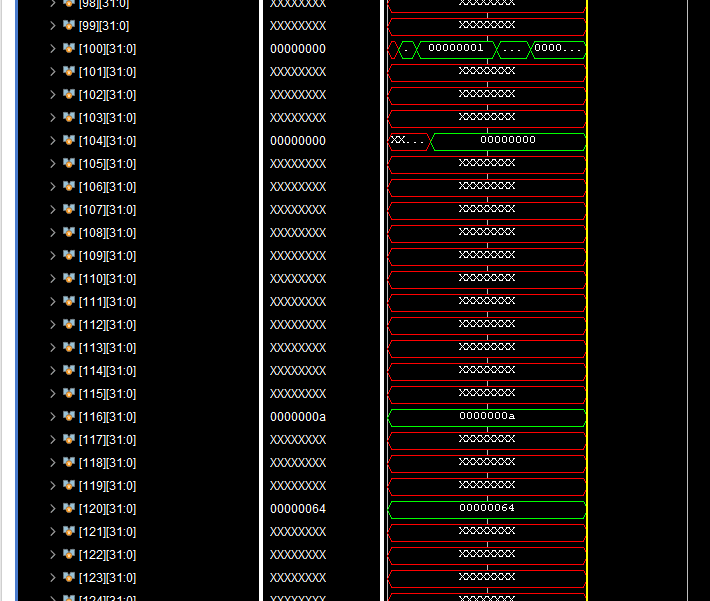 [98][31:0] XXXXXXXX XXXXXXXX
[99][31:0] XXXXXXXX XXXXXXXX
[100][31:0] 00000000 . 00000001 ... 0000...
[101][31:0] XXXXXXXX XXXXXXXX
[102][31:0] XXXXXXXX XXXXXXXX
[103][31:0] XXXXXXXX XXXXXXXX
[104][31:0] 00000000 XX... 00000000
[105][31:0] XXXXXXXX XXXXXXXX
[106][31:0] XXXXXXXX XXXXXXXX
[107][31:0] XXXXXXXX XXXXXXXX
[108][31:0] XXXXXXXX XXXXXXXX
[109][31:0] XXXXXXXX XXXXXXXX
[110][31:0] XXXXXXXX XXXXXXXX
[111][31:0] XXXXXXXX XXXXXXXX
[112][31:0] XXXXXXXX XXXXXXXX
[113][31:0] XXXXXXXX XXXXXXXX
[114][31:0] XXXXXXXX XXXXXXXX
[115][31:0] XXXXXXXX XXXXXXXX
[116][31:0] 0000000a 0000000a
[117][31:0] XXXXXXXX XXXXXXXX
[118][31:0] XXXXXXXX XXXXXXXX
[119][31:0] XXXXXXXX XXXXXXXX
[120][31:0] 00000064 00000064
[121][31:0] XXXXXXXX XXXXXXXX
[122][31:0] XXXXXXXX XXXXXXXX
[123][31:0] XXXXXXXX XXXXXXXX
[124][31:0] XXXXXXXX XXXXXXXX